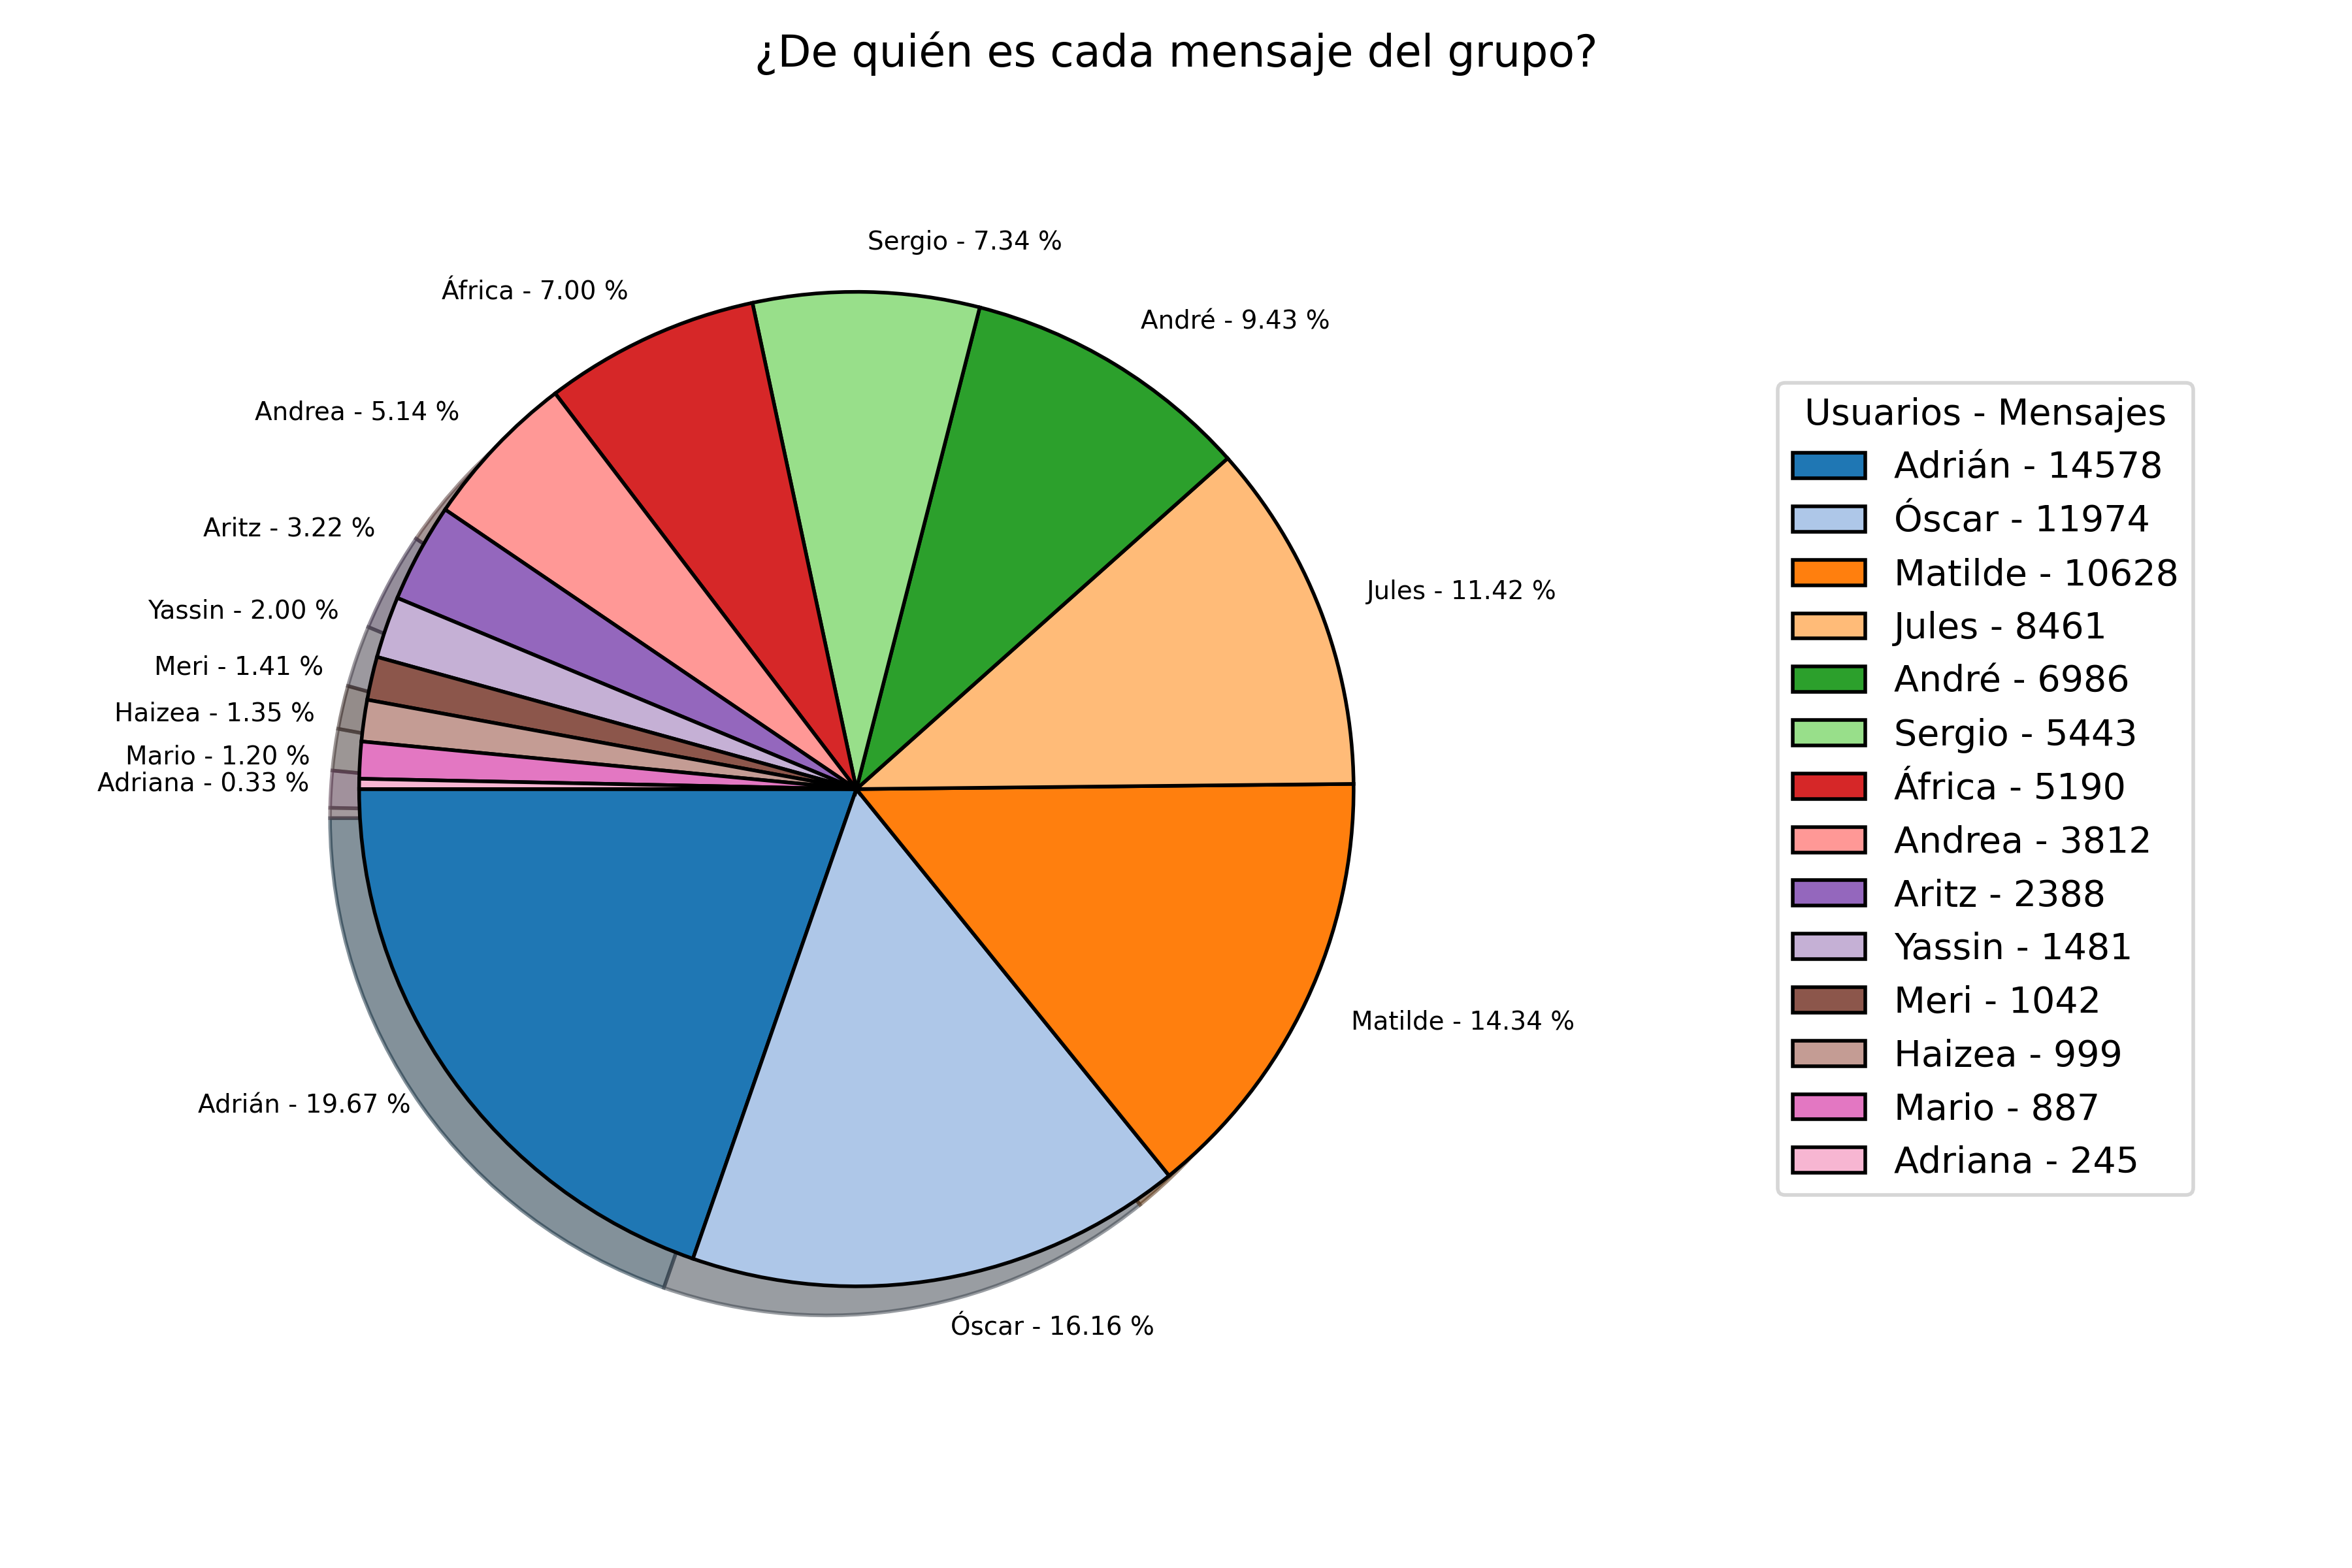 ¿De quién es cada mensaje del grupo?
Sergio - 7.34 %
África - 7.00 %
André - 9.43 %
Andrea - 5.14 %
Aritz - 3.22 %
Jules - 11.42 %
Yassin - 2.00 %
Meri - 1.41 %
Haizea - 1.35 %
Mario - 1.20 %
Adriana - 0.33 %
Matilde - 14.34 %
Adrián - 19.67 %
Óscar - 16.16 %
Usuarios - Mensajes
Adrián - 14578
Óscar - 11974
Matilde - 10628
Jules - 8461
André - 6986
Sergio - 5443
África - 5190
Andrea - 3812
Aritz - 2388
Yassin - 1481
Meri - 1042
Haizea - 999
Mario - 887
Adriana - 245